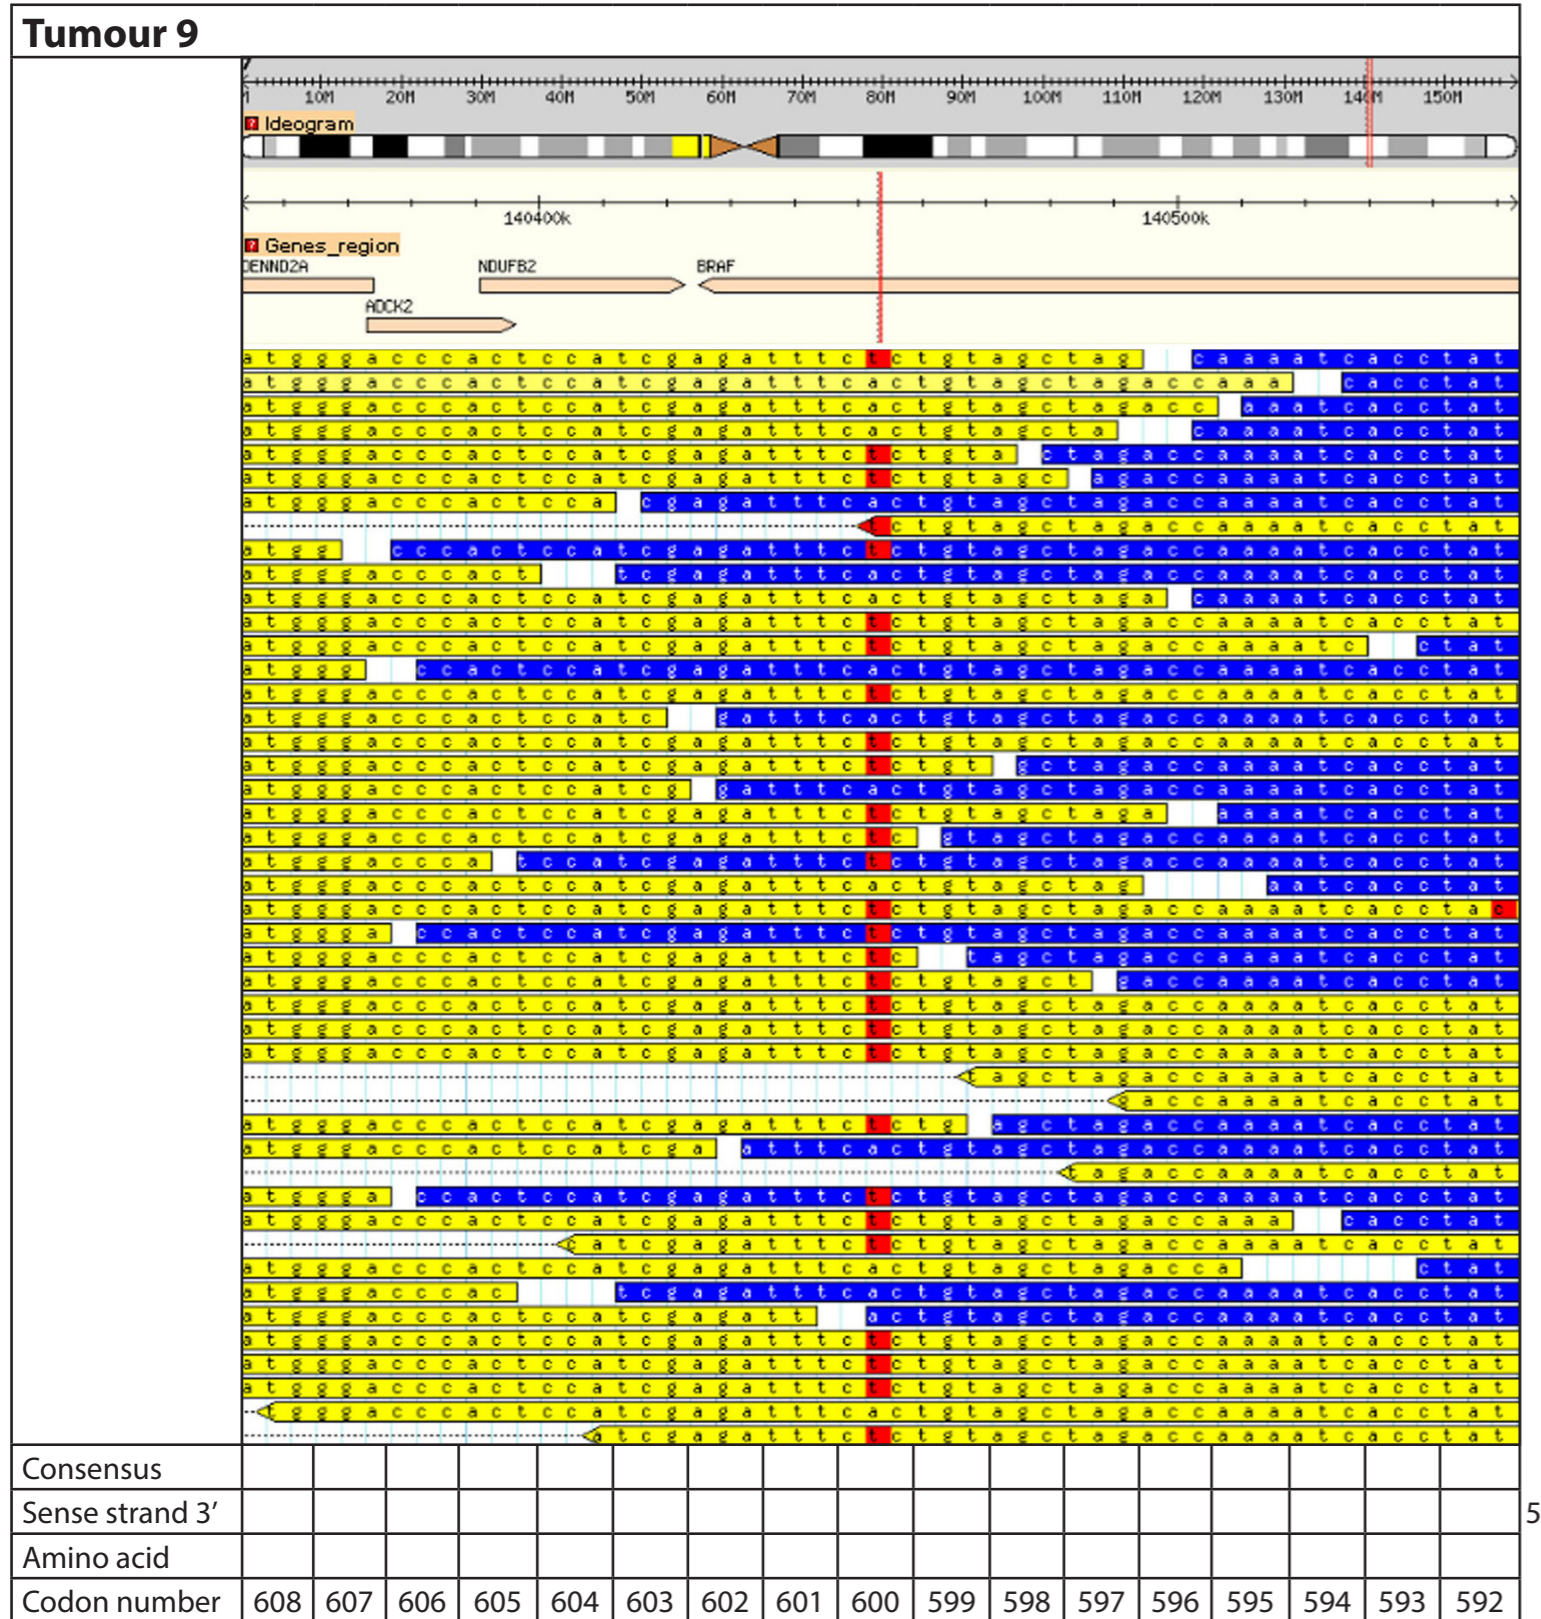 Tumour 9
10M 20M 30M 40M 50M 60M 70M 80M 90M 100M 110M 120M 130M 140M 150M
Ideogram
140400k 140500k
Genes_region
DENND2A NDUFB2 BRAF
ADCK2
a t g g g a c c c a c t c c a t c g a g a t t t c t c t g t a g c t a g c a a a a t c a c c t a t
a t g g g a c c c a c t c c a t c g a g a t t t c a c t g t a g c t a g a c c a a a c a c c t a t
a t g g g a c c c a c t c c a t c g a g a t t t c a c t g t a g c t a g a c c a a a t c a c c t a t
a t g g g a c c c a c t c c a t c g a g a t t t c a c t g t a g c t a c a a a a t c a c c t a t
a t g g g a c c c a c t c c a t c g a g a t t t c t c t g t a c t a g a c c a a a a t c a c c t a t
a t g g g a c c c a c t c c a t c g a g a t t t c t c t g t a g c a g a c c a a a a t c a c c t a t
a t g g g a c c c a c t c c a c g a g a t t t c a c t g t a g c t a g a c c a a a a t c a c c t a t
t c t g t a g c t a g a c c a a a a t c a c c t a t
a t g g c c c a c t c c a t c g a g a t t t c t c t g t a g c t a g a c c a a a a t c a c c t a t
a t g g g a c c c a c t t c g a g a t t t c a c t g t a g c t a g a c c a a a a t c a c c t a t
a t g g g a c c c a c t c c a t c g a g a t t t c a c t g t a g c t a g a c a a a a t c a c c t a t
a t g g g a c c c a c t c c a t c g a g a t t t c t c t g t a g c t a g a c c a a a a t c a c c t a t
a t g g g a c c c a c t c c a t c g a g a t t t c t c t g t a g c t a g a c c a a a a t c c t a t
a t g g g c c a c t c c a t c g a g a t t t c a c t g t a g c t a g a c c a a a a t c a c c t a t
a t g g g a c c c a c t c c a t c g a g a t t t c t c t g t a g c t a g a c c a a a a t c a c c t a t
a t g g g a c c c a c t c c a t c g a t t t c a c t g t a g c t a g a c c a a a a t c a c c t a t
a t g g g a c c c a c t c c a t c g a g a t t t c t c t g t a g c t a g a c c a a a a t c a c c t a t
a t g g g a c c c a c t c c a t c g a g a t t t c t c t g t g c t a g a c c a a a a t c a c c t a t
a t g g g a c c c a c t c c a t c g g a t t t c a c t g t a g c t a g a c c a a a a t c a c c t a t
a t g g g a c c c a c t c c a t c g a g a t t t c t c t g t a g c t a g a a a a a t c a c c t a t
a t g g g a c c c a c t c c a t c g a g a t t t c t c g t a g c t a g a c c a a a a t c a c c t a t
a t g g g a c c c a t c c a t c g a g a t t t c t c t g t a g c t a g a c c a a a a t c a c c t a t
a t g g g a c c c a c t c c a t c g a g a t t t c a c t g t a g c t a g a a t c a c c t a t
a t g g g a c c c a c t c c a t c g a g a t t t c t c t g t a g c t a g a c c a a a a t c a c c t a c
a t g g g a c c a c t c c a t c g a g a t t t c t c t g t a g c t a g a c c a a a a t c a c c t a t
a t g g g a c c c a c t c c a t c g a g a t t t c t c t a g c t a g a c c a a a a t c a c c t a t
a t g g g a c c c a c t c c a t c g a g a t t t c t c t g t a g c t g a c c a a a a t c a c c t a t
a t g g g a c c c a c t c c a t c g a g a t t t c t c t g t a g c t a g a c c a a a a t c a c c t a t
a t g g g a c c c a c t c c a t c g a g a t t t c t c t g t a g c t a g a c c a a a a t c a c c t a t
a t g g g a c c c a c t c c a t c g a g a t t t c t c t g t a g c t a g a c c a a a a t c a c c t a t
t a g c t a g a c c a a a a t c a c c t a t
g a c c a a a a t c a c c t a t
a t g g g a c c c a c t c c a t c g a g a t t t c t c t g a g c t a g a c c a a a a t c a c c t a t
a t g g g a c c c a c t c c a t c g a a t t t c a c t g t a g c t a g a c c a a a a t c a c c t a t
t a g a c c a a a a t c a c c t a t
a t g g g a c c a c t c c a t c g a g a t t t c t c t g t a g c t a g a c c a a a a t c a c c t a t
a t g g g a c c c a c t c c a t c g a g a t t t c t c t g t a g c t a g a c c a a a c a c c t a t
c a t c g a g a t t t c t c t g t a g c t a g a c c a a a a t c a c c t a t
a t g g g a c c c a c t c c a t c g a g a t t t c a c t g t a g c t a g a c c a c t a t
a t g g g a c c c a c t c g a g a t t t c a c t g t a g c t a g a c c a a a a t c a c c t a t
a t g g g a c c c a c t c c a t c g a g a t t a c t g t a g c t a g a c c a a a a t c a c c t a t
a t g g g a c c c a c t c c a t c g a g a t t t c t c t g t a g c t a g a c c a a a a t c a c c t a t
a t g g g a c c c a c t c c a t c g a g a t t t c t c t g t a g c t a g a c c a a a a t c a c c t a t
a t g g g a c c c a c t c c a t c g a g a t t t c t c t g t a g c t a g a c c a a a a t c a c c t a t
t g g g a c c c a c t c c a t c g a g a t t t c a c t g t a g c t a g a c c a a a a t c a c c t a t
a t c g a g a t t t c t c t g t a g c t a g a c c a a a a t c a c c t a t
Consensus
Sense strand 3’ 5
Amino acid
Codon number 608 607 606 605 604 603 602 601 600 599 598 597 596 595 594 593 592